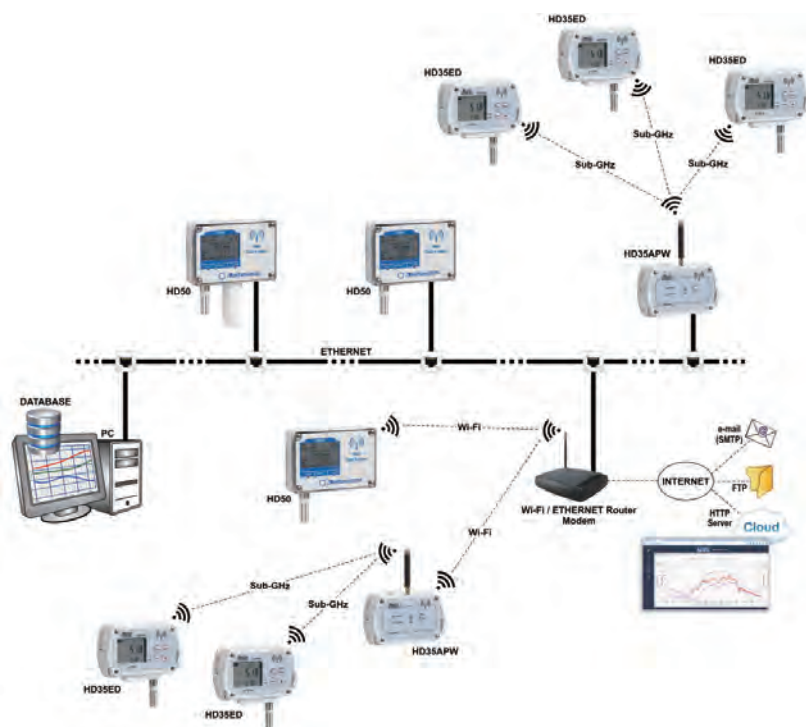 HD35ED
HD35ED
HD35ED
Sub-GHz
Sub-GHz
Sub-GHz
HD35APW
HD50
HD50
ETHERNET
DATABASE
PC
HD50
Wi-Fi
Wi-Fi
Wi-Fi / ETHERNET Router
Modem
INTERNET
e-mail
(SMTP)
FTP
HTTP
Server
Cloud
Sub-GHz
Sub-GHz
HD35APW
HD35ED
HD35ED